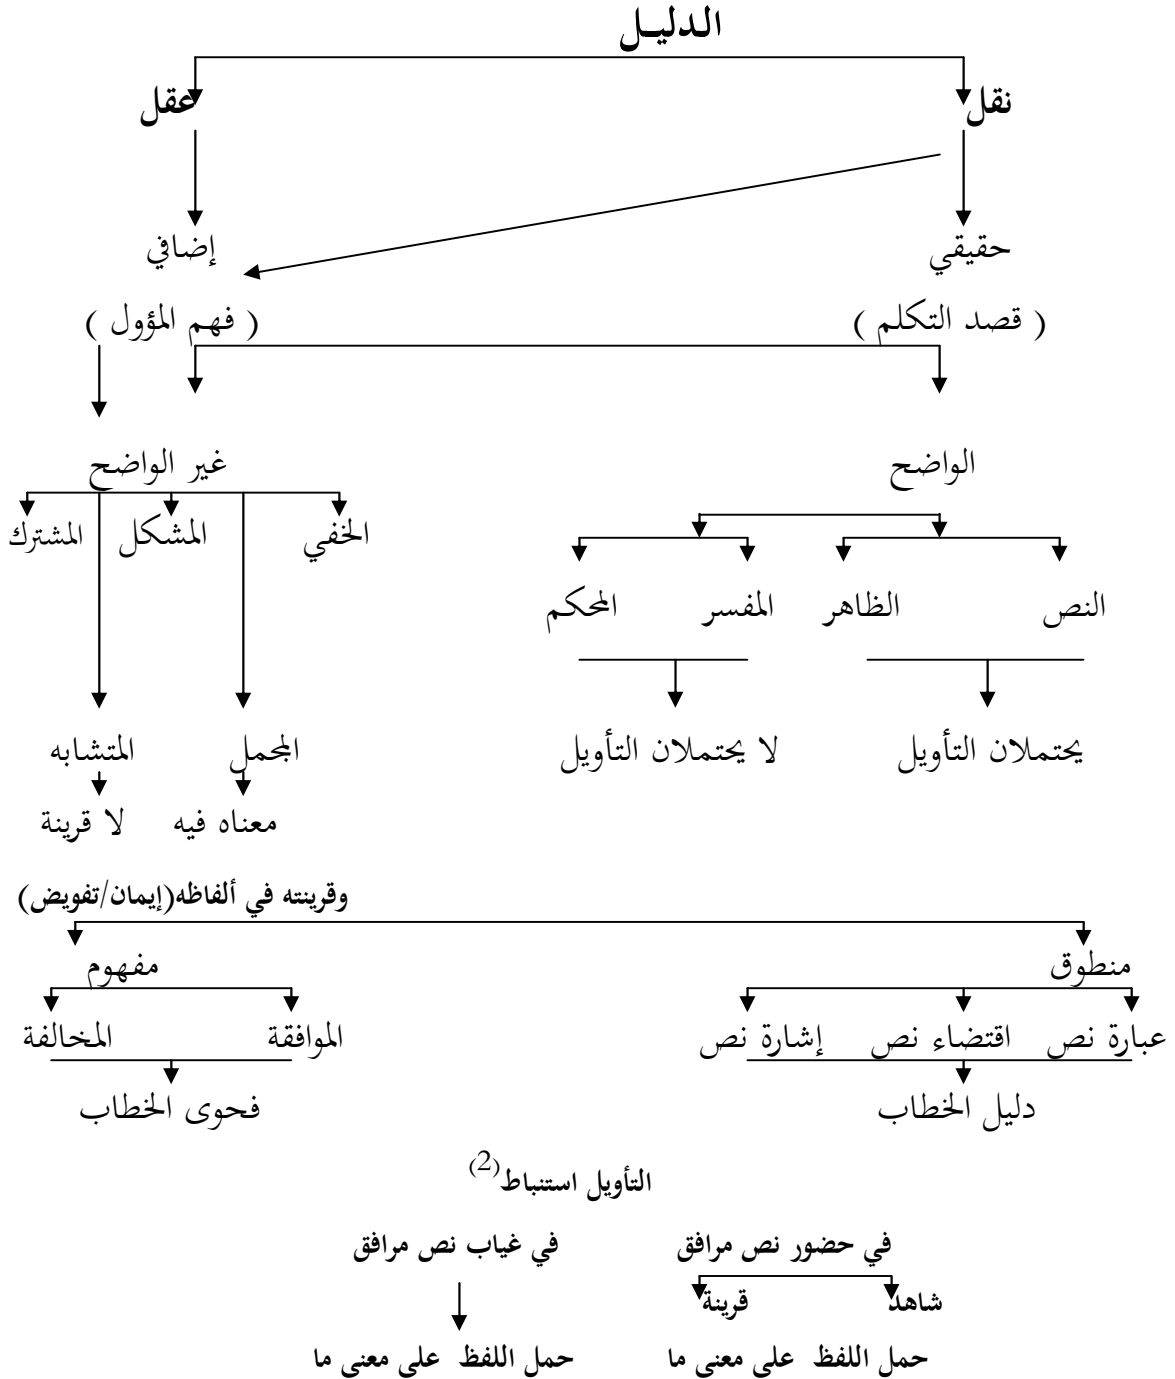 الدليل
نقل عقل
حقيقي إضافي
( قصد التكلم ) ( فهم المؤول )
الواضح غير الواضح
الخفي المشكل المشترك
النص الظاهر المفسر المحكم
يحتملان التأويل لا يحتملان التأويل المجمل المتشابه
معناه فيه لا قرينة
وقرينته في ألفاظه(إيمان/تفويض)
منطوق مفهوم
عبارة نص اقتضاء نص إشارة نص الموافقة المخالفة
دليل الخطاب فحوى الخطاب
التأويل استنباط(2)
في حضور نص مرافق في غياب نص مرافق
شاهد قرينة
حمل اللفظ على معنى ما حمل اللفظ على معنى ما